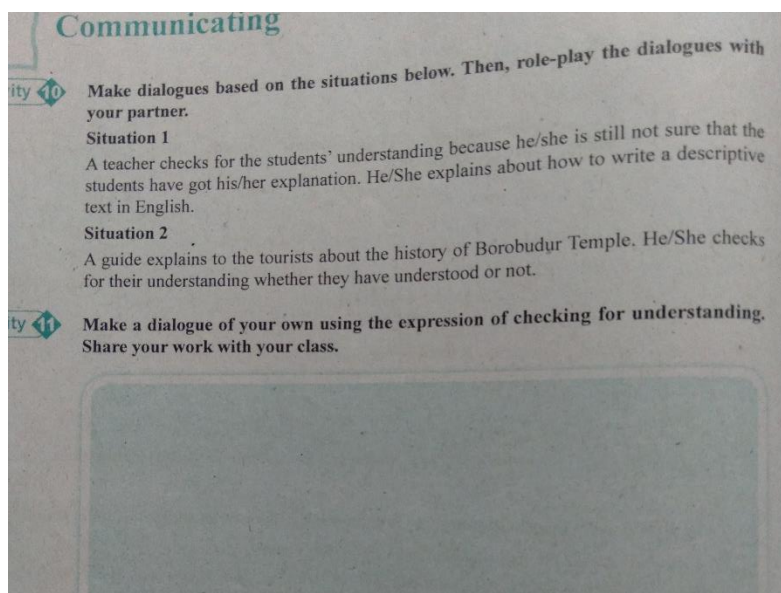 Communicating
ity 10
Make dialogues based on the situations below. Then, role-play the dialogues with
your partner.
Situation 1
A teacher checks for the students' understanding because he/she is still not sure that the
students have got his/her explanation. He/She explains about how to write a descriptive
text in English.
Situation 2
A guide explains to the tourists about the history of Borobudur Temple. He/She checks
for their understanding whether they have understood or not.
ity 11
Make a dialogue of your own using the expression of checking for understanding.
Share your work with your class.